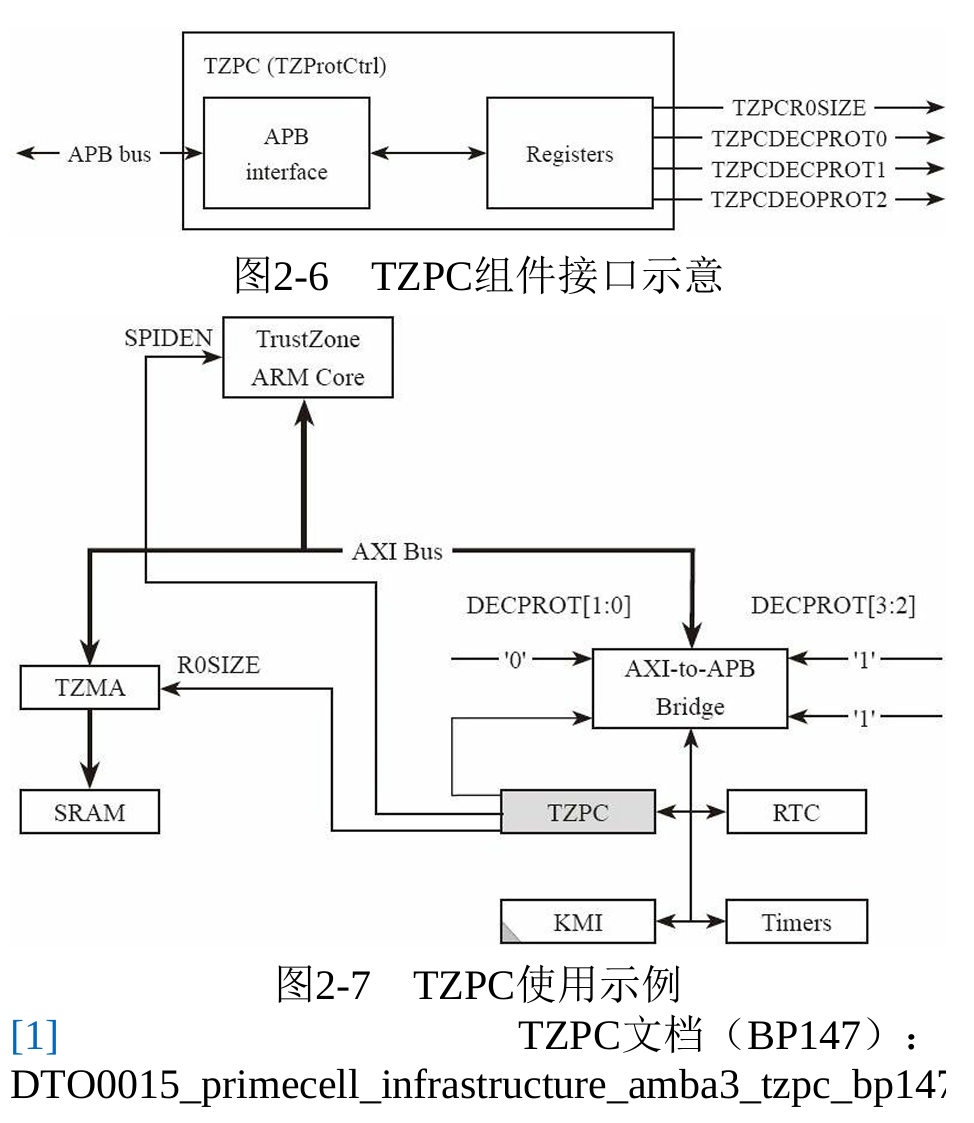 TZPC (TZProtCtrl)
APB bus
APB
interface
Registers
TZPCR0SIZE
TZPCDECPROT0
TZPCDECPROT1
TZPCDEOPROT2
图2-6 TZPC组件接口示意
SPIDEN
TrustZone
ARM Core
AXI Bus
DECPROT[1:0]
DECPROT[3:2]
TZMA
R0SIZE
'0'
AXI-to-APB
Bridge
'1'
'1'
SRAM
TZPC
RTC
KMI
Timers
图2-7 TZPC使用示例
[1] TZPC文档（BP147）：
DTO0015_primecell_infrastructure_amba3_tzpc_bp147